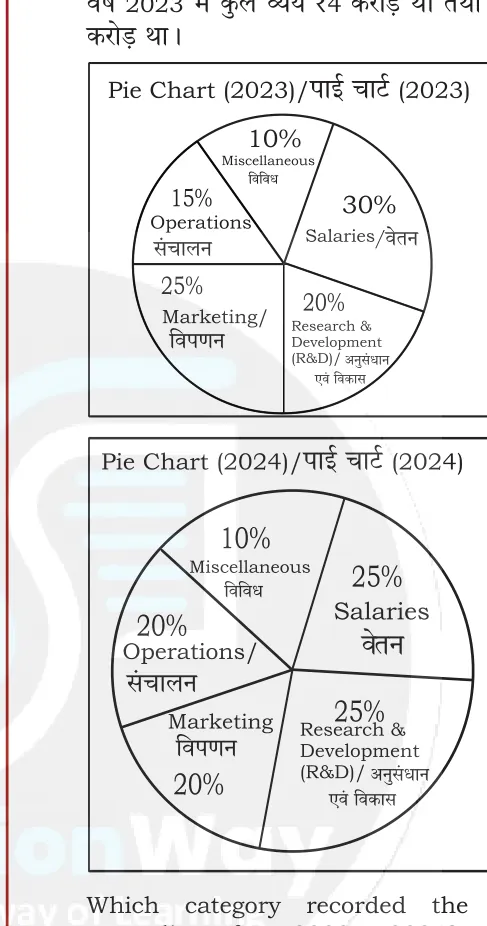 वर्ष 2023 में कुल व्यय ₹4 करोड़ था तथा
करोड़ था।
Pie Chart (2023)/पाई चार्ट (2023)
10%
Miscellaneous
विविध
30%
Salaries/वेतन
15%
Operations
संचालन
25%
Marketing/
विपणन
20%
Research &
Development
(R&D)/ अनुसंधान
एवं विकास
Pie Chart (2024)/पाई चार्ट (2024)
10%
Miscellaneous
विविध
25%
Salaries
वेतन
20%
Operations/
संचालन
Marketing
विपणन
20%
25%
Research &
Development
(R&D)/ अनुसंधान
एवं विकास
Which category recorded the